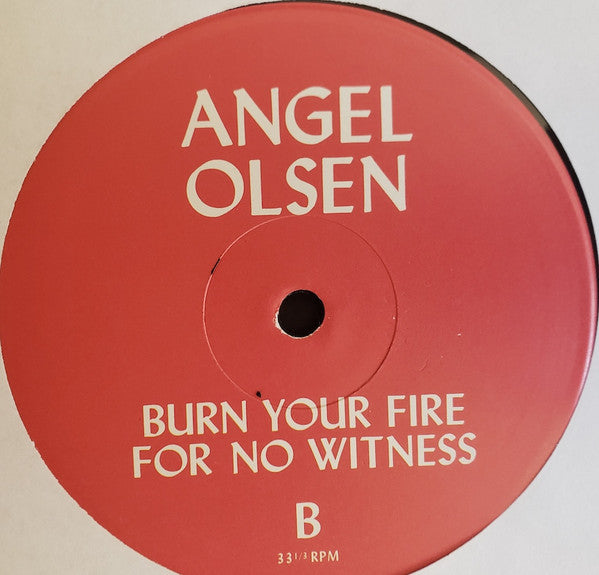 ANGEL
OLSEN
BURN YOUR FIRE
FOR NO WITNESS
B
33 1/3 RPM